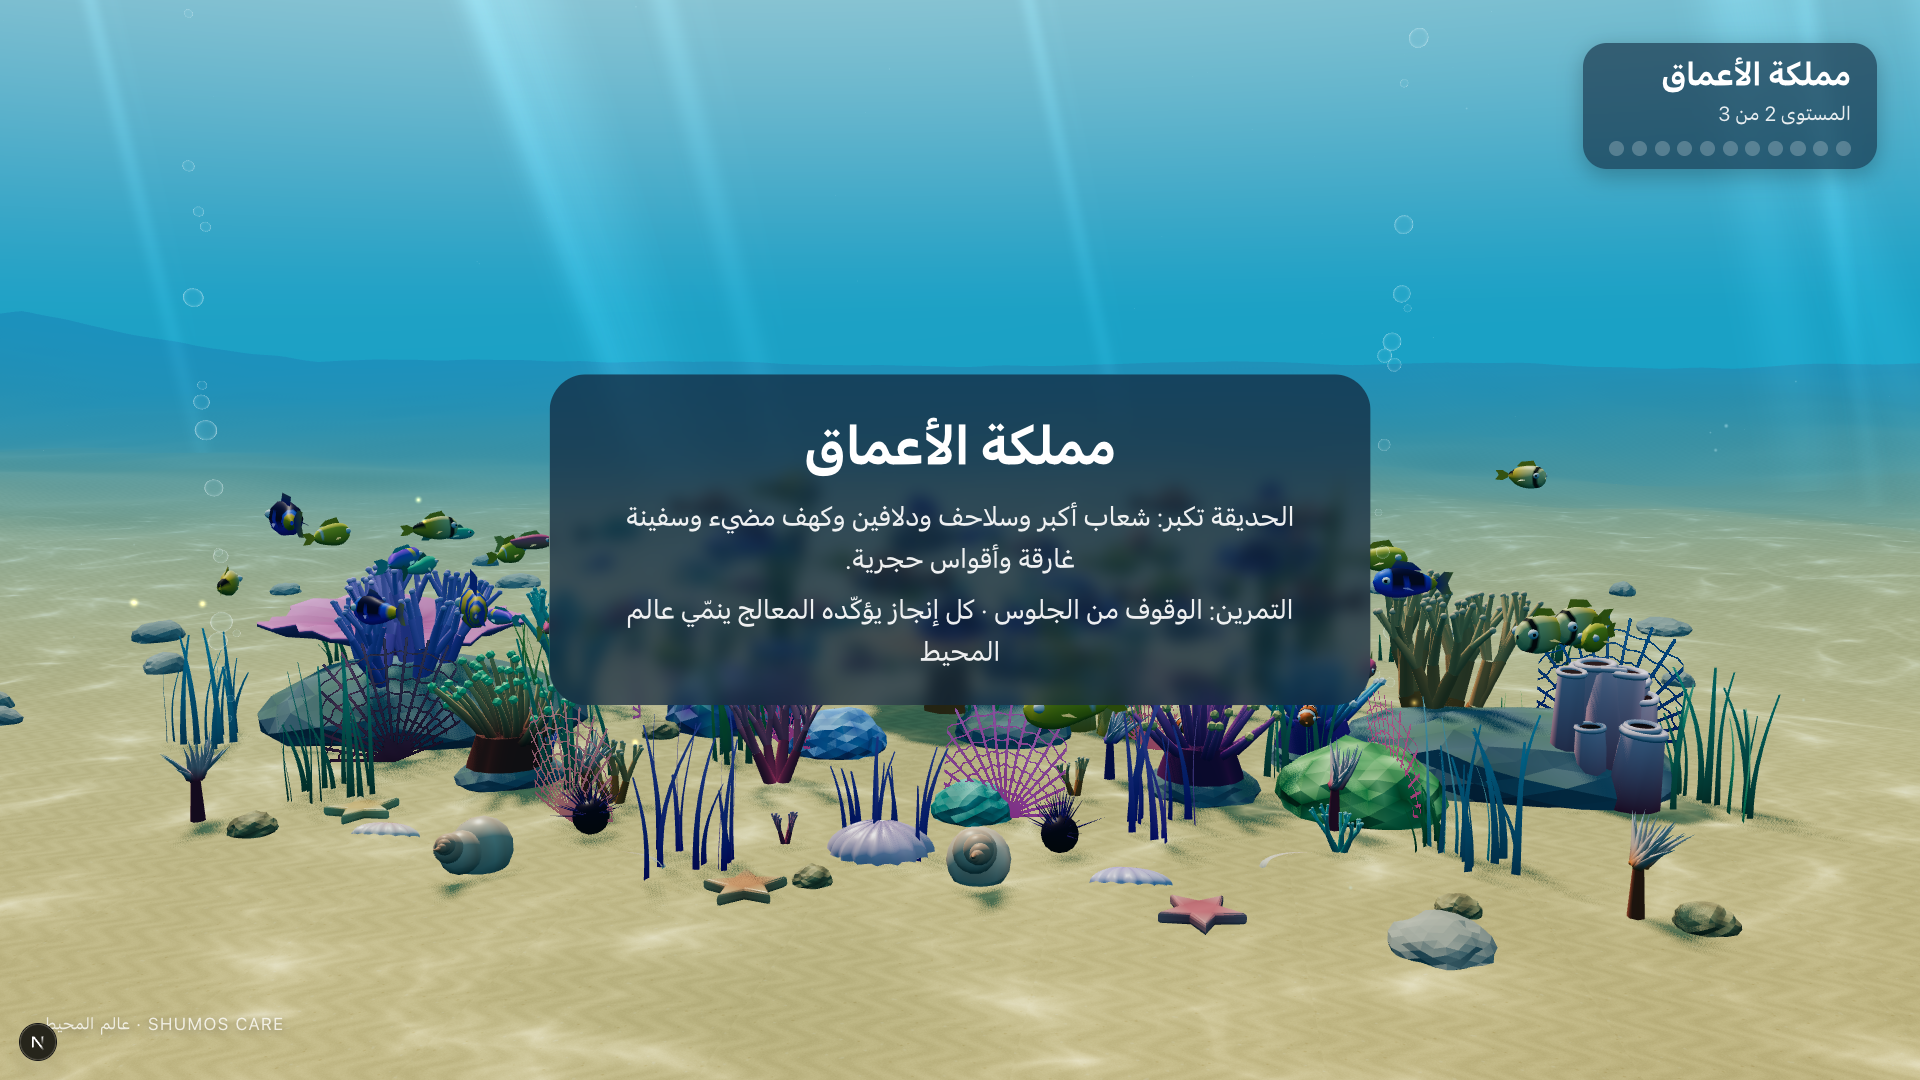 مملكة الأعماق
المستوى 2 من 3
مملكة الأعماق
الحديقة تكبر: شعاب أكبر وسلاحف ودلافين وكهف مضيء وسفينة
غارقة وأقواس حجرية.
التمرين: الوقوف من الجلوس · كل إنجاز يؤكّده المعالج ينمّي عالم
المحيط
SHUMOS CARE · عالم المحيط
N